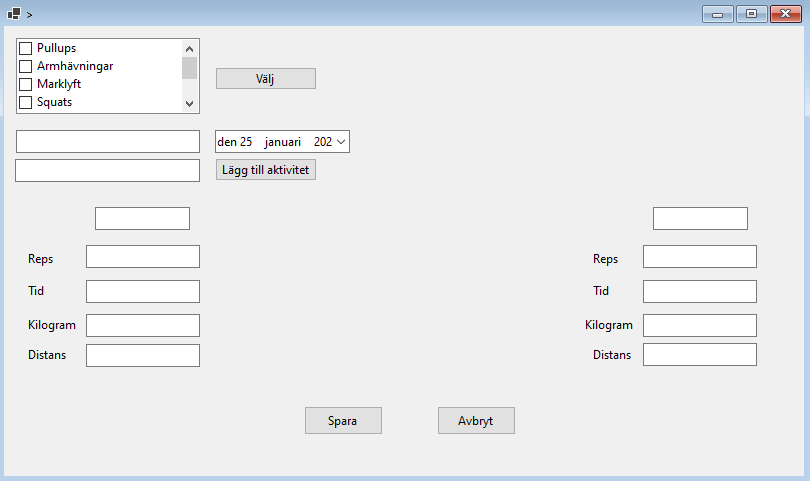 >
Pullups
Armhävningar
Marklyft
Squats
Välj
den 25 januari 202
Lägg till aktivitet
Reps
Tid
Kilogram
Distans
Reps
Tid
Kilogram
Distans
Spara
Avbryt